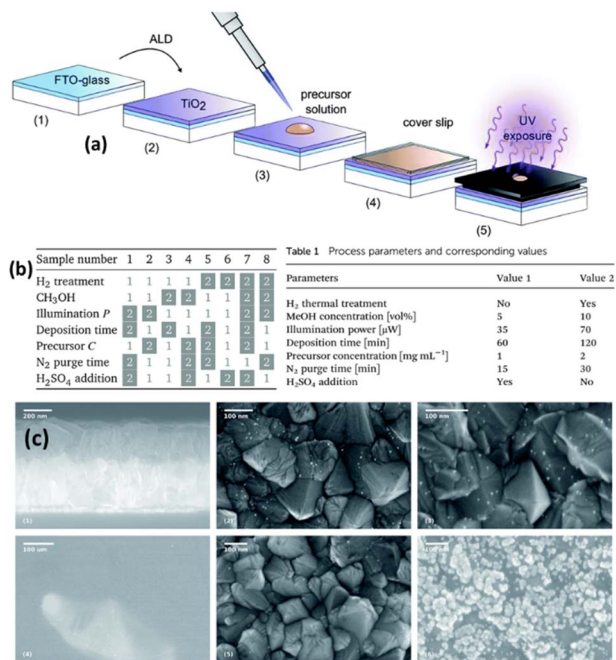 ALD
FTO-glass
TiO₂
precursor
solution
cover slip
UV
exposure
(1)
(a)
(2)
(3)
(4)
(5)
(b)
Sample number 1 2 3 4 5 6 7 8
H₂ treatment 1 1 1 1 2 2 2 2
CH₃OH 1 1 2 2 1 1 2 2
Illumination P 2 2 1 1 1 1 2 2
Deposition time 2 1 2 1 2 1 2 1
Precursor C 1 2 1 2 2 1 2 1
N₂ purge time 2 1 1 2 2 1 1 2
H₂SO₄ addition 2 1 1 2 1 2 2 1
Table 1 Process parameters and corresponding values
Parameters Value 1 Value 2
H₂ thermal treatment No Yes
MeOH concentration [vol%] 5 10
Illumination power [μW] 35 70
Deposition time [min] 60 120
Precursor concentration [mg mL⁻¹] 1 2
N₂ purge time [min] 15 30
H₂SO₄ addition Yes No
(c)
200 nm
(1)
100 nm
(2)
100 nm
(3)
100 μm
(4)
100 nm
(5)